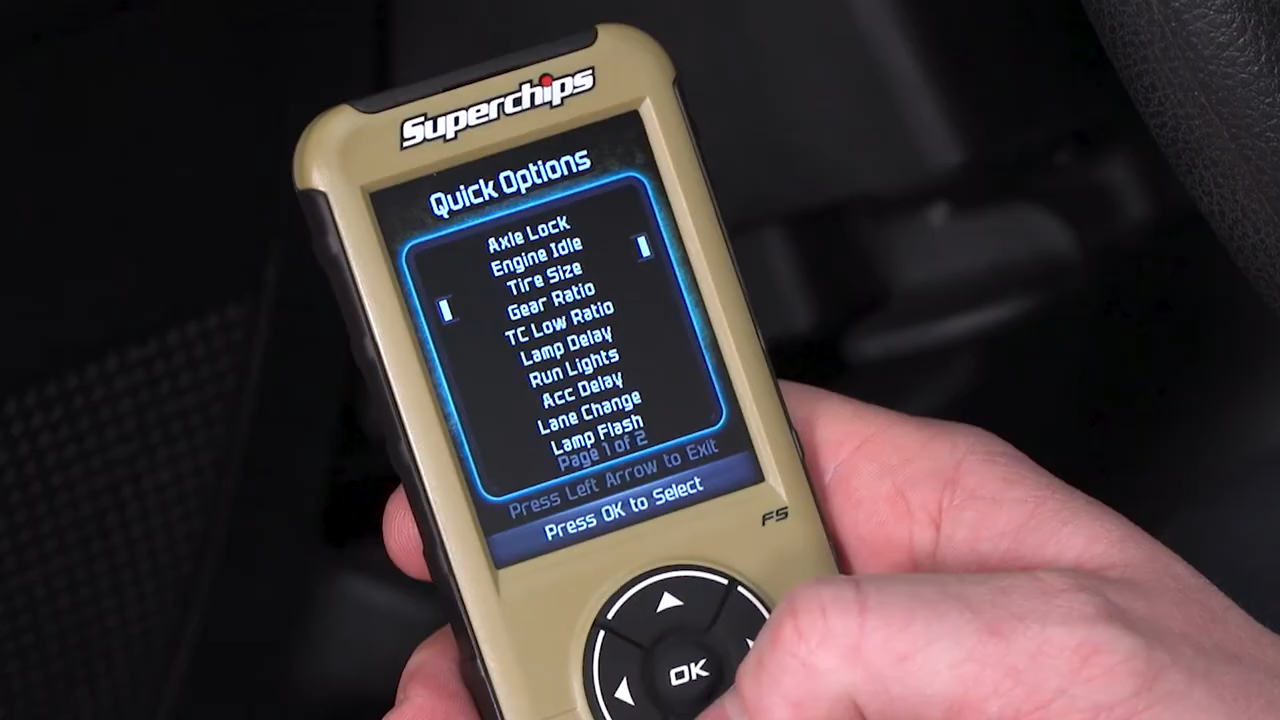 Superchips
Quick Options
Axle Lock
Engine Idle
Tire Size
Gear Ratio
TC Low Ratio
Lamp Delay
Run Lights
Acc Delay
Lane Change
Lamp Flash
Page 1 of 2
Press Left Arrow to Exit
Press OK to Select
F5
OK